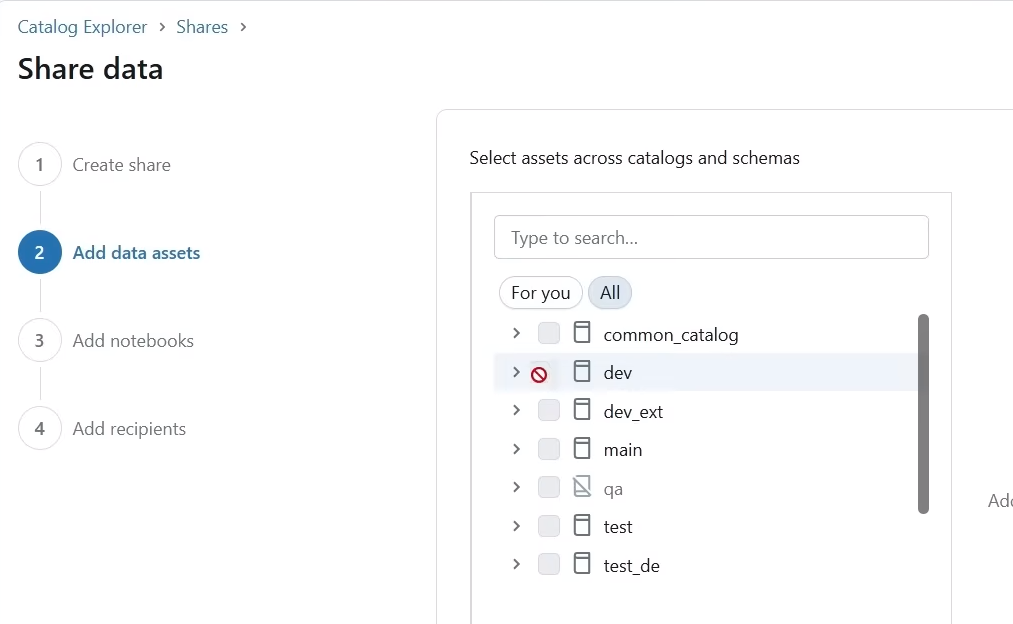 Catalog Explorer > Shares >
Share data
1 Create share
2 Add data assets
3 Add notebooks
4 Add recipients
Select assets across catalogs and schemas
Type to search...
For you All
common_catalog
dev
dev_ext
main
qa
test
test_de